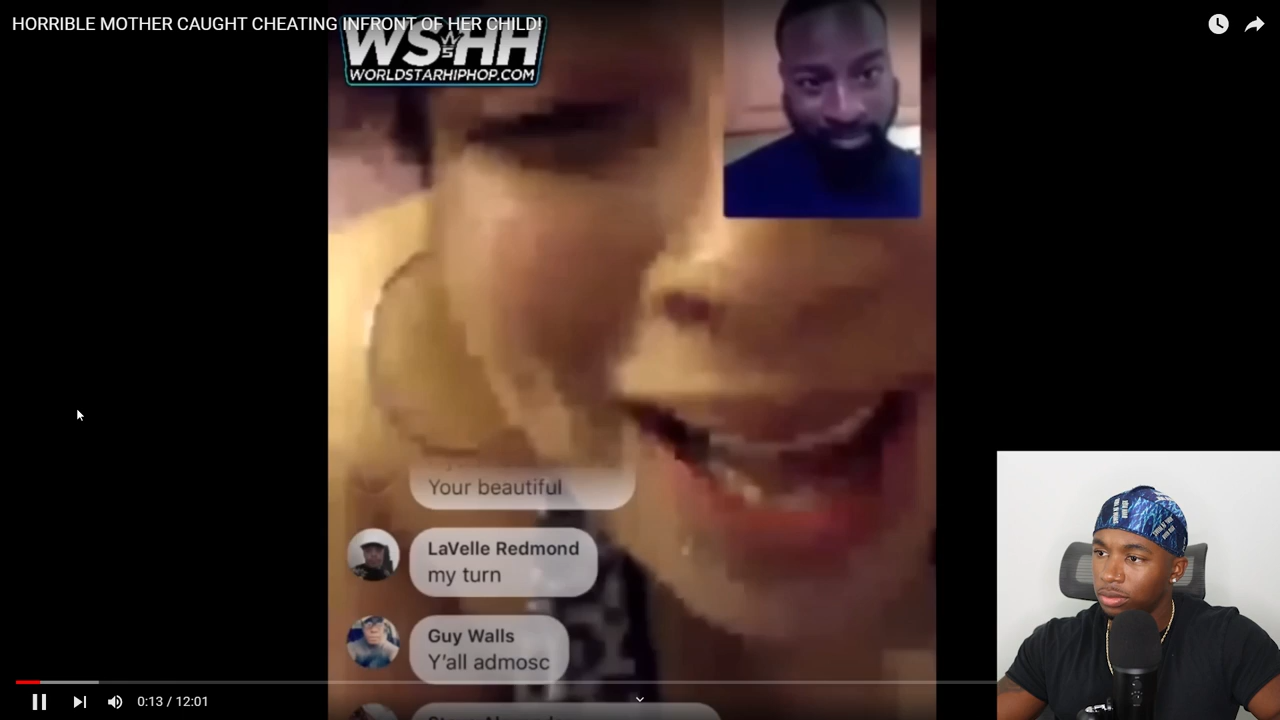 HORRIBLE MOTHER CAUGHT CHEATING INFRONT OF HER CHILD!
WSHH
WORLDSTARHIPHOP.COM
Your beautiful
LaVelle Redmond
my turn
Guy Walls
Y'all admosc
0:13 / 12:01